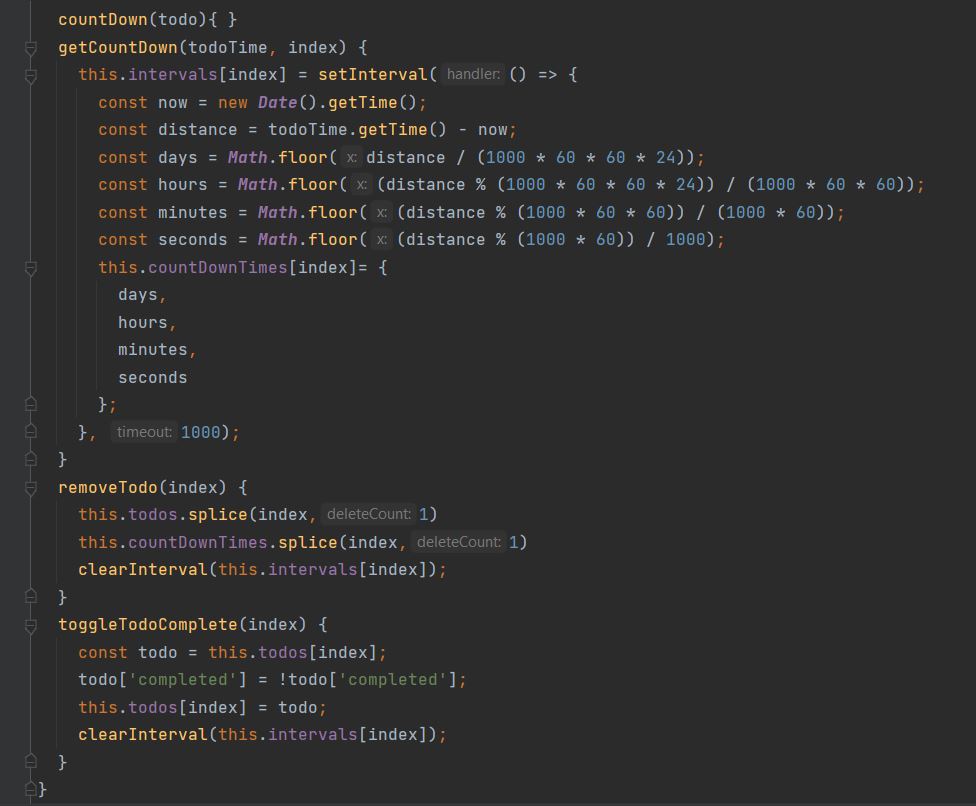 countDown(todo){ }
getCountDown(todoTime, index) {
this.intervals[index] = setInterval( handler: () => {
const now = new Date().getTime();
const distance = todoTime.getTime() - now;
const days = Math.floor( x: distance / (1000 * 60 * 60 * 24));
const hours = Math.floor( x: (distance % (1000 * 60 * 60 * 24)) / (1000 * 60 * 60));
const minutes = Math.floor( x: (distance % (1000 * 60 * 60)) / (1000 * 60));
const seconds = Math.floor( x: (distance % (1000 * 60)) / 1000);
this.countDownTimes[index]= {
days,
hours,
minutes,
seconds
};
}, timeout: 1000);
}
removeTodo(index) {
this.todos.splice(index, deleteCount: 1)
this.countDownTimes.splice(index, deleteCount: 1)
clearInterval(this.intervals[index]);
}
toggleTodoComplete(index) {
const todo = this.todos[index];
todo['completed'] = !todo['completed'];
this.todos[index] = todo;
clearInterval(this.intervals[index]);
}
}